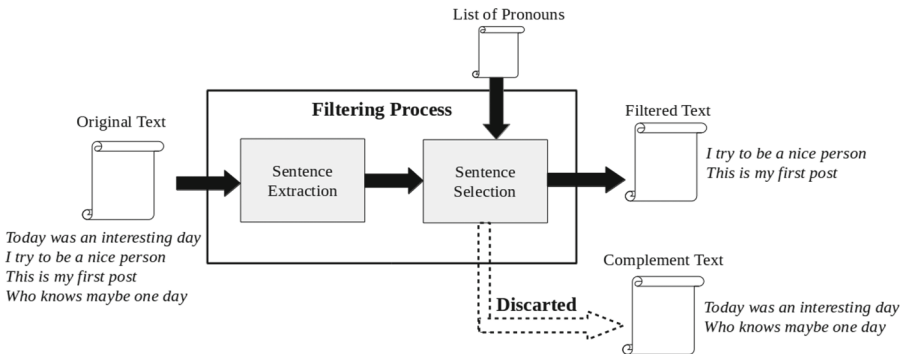 List of Pronouns
Filtering Process
Original Text
Filtered Text
Sentence
Extraction
Sentence
Selection
I try to be a nice person
This is my first post
Today was an interesting day
I try to be a nice person
This is my first post
Who knows maybe one day
Complement Text
Discarted
Today was an interesting day
Who knows maybe one day